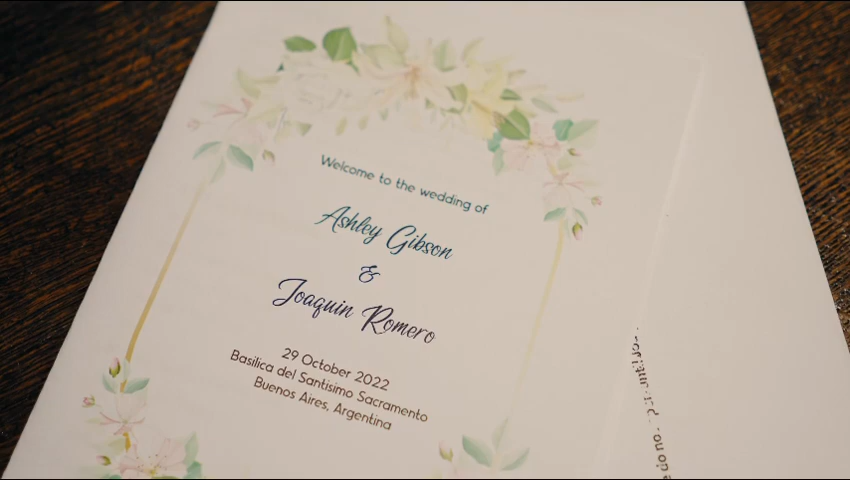 Welcome to the wedding of
Ashley Gibson
&
Joaquin Romero
29 October 2022
Basilica del Santisimo Sacramento
Buenos Aires, Argentina